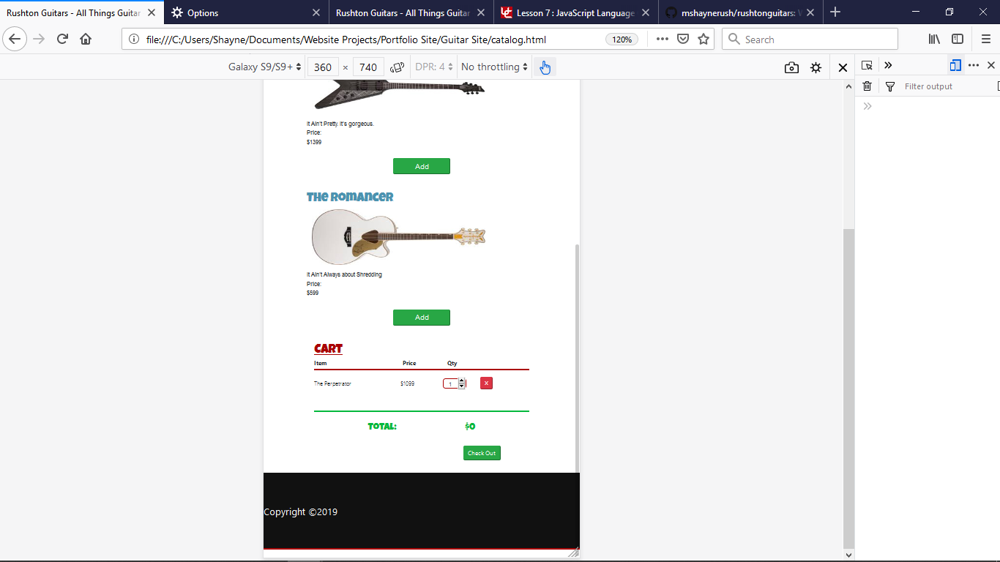 Rushton Guitars - All Things Guitar
Options
Rushton Guitars - All Things Guitar
Lesson 7 : JavaScript Language
mshaynerush/rushtonguitars: W
file:///C:/Users/Shayne/Documents/Website Projects/Portfolio Site/Guitar Site/catalog.html
120%
Search
Galaxy S9/S9+
360 × 740
DPR: 4
No throttling
Filter output
It Ain't Pretty. It's gorgeous.
Price:
$1399
Add
The Romancer
It Ain't Always about Shredding
Price:
$599
Add
CART
Item Price Qty
The Perpetrator $1099 1 X
Total: $0
Check Out
Copyright ©2019